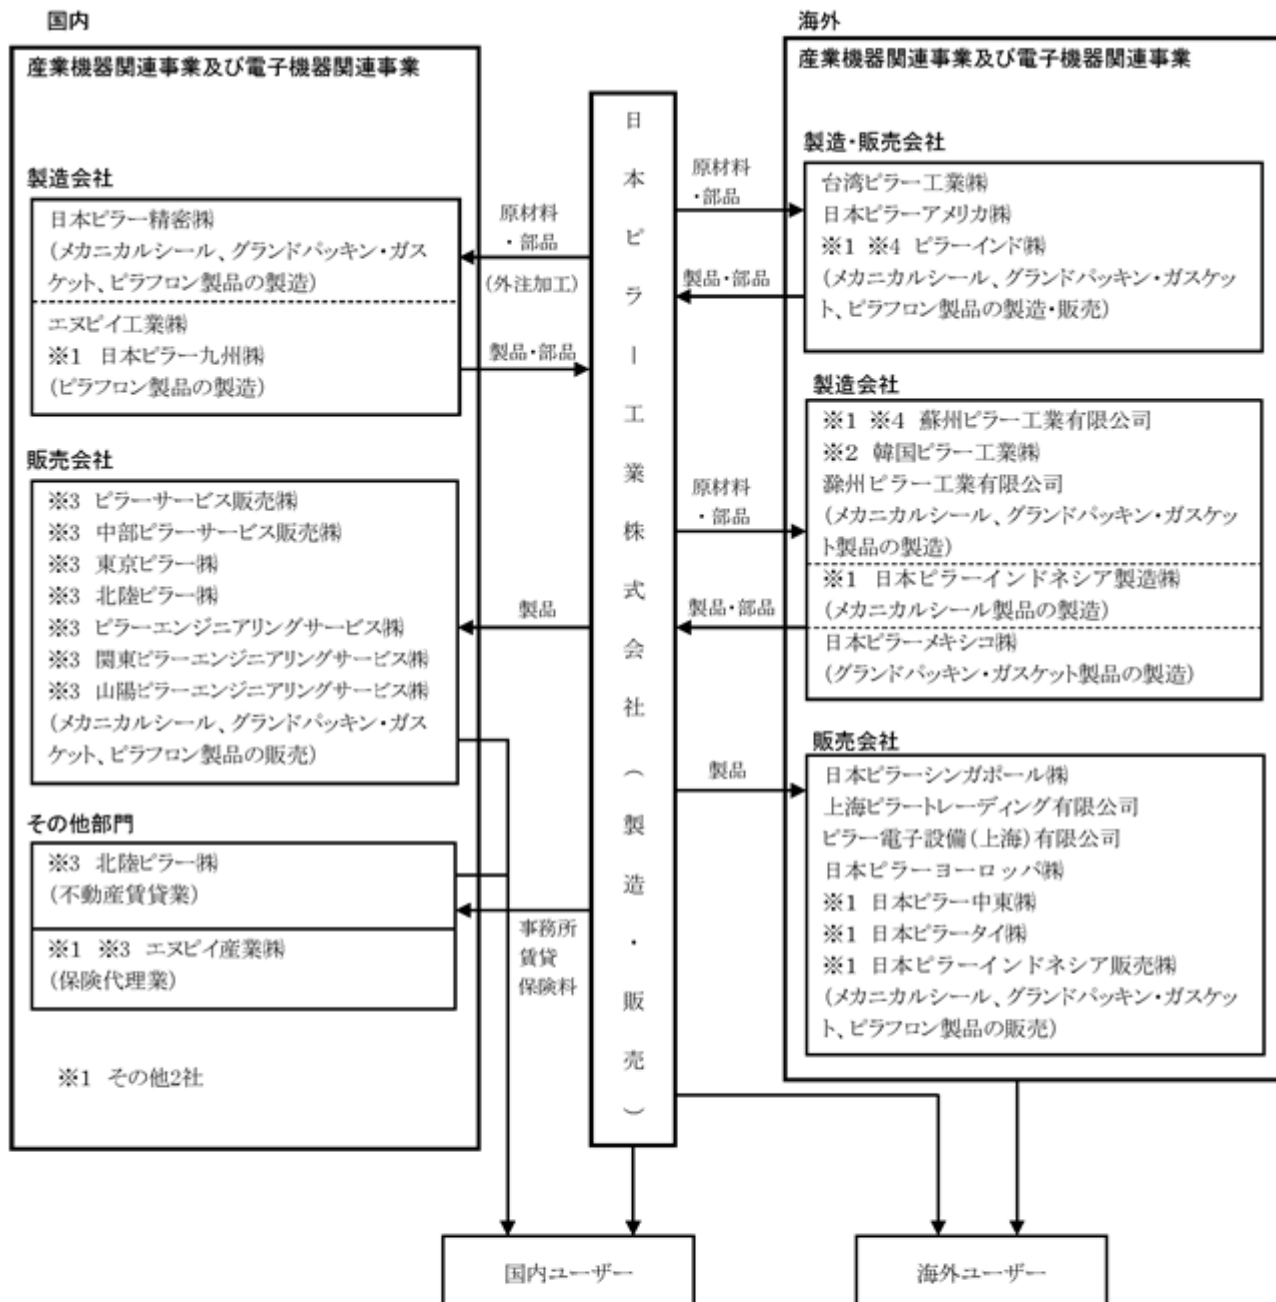 国内
産業機器関連事業及び電子機器関連事業
製造会社
日本ピラー精密㈱
(メカニカルシール、グランドパッキン・ガス
ケット、ピラフロン製品の製造)
エヌピイ工業㈱
※1 日本ピラー九州㈱
(ピラフロン製品の製造)
販売会社
※3 ピラーサービス販売㈱
※3 中部ピラーサービス販売㈱
※3 東京ピラー㈱
※3 北陸ピラー㈱
※3 ピラーエンジニアリングサービス㈱
※3 関東ピラーエンジニアリングサービス㈱
※3 山陽ピラーエンジニアリングサービス㈱
(メカニカルシール、グランドパッキン・ガス
ケット、ピラフロン製品の販売)
その他部門
※3 北陸ピラー㈱
(不動産賃貸業)
※1 ※3 エヌピイ産業㈱
(保険代理業)
※1 その他2社
原材料
・部品
(外注加工)
製品・部品
製品
事務所
賃貸
保険料
日本ピラー工業株式会社(製造・販売)
原材料
・部品
製品・部品
原材料
・部品
製品・部品
製品
海外
産業機器関連事業及び電子機器関連事業
製造・販売会社
台湾ピラー工業㈱
日本ピラーアメリカ㈱
※1 ※4 ピラーインド㈱
(メカニカルシール、グランドパッキン・ガスケッ
ト、ピラフロン製品の製造・販売)
製造会社
※1 ※4 蘇州ピラー工業有限公司
※2 韓国ピラー工業㈱
滁州ピラー工業有限公司
(メカニカルシール、グランドパッキン・ガスケッ
ト製品の製造)
※1 日本ピラーインドネシア製造㈱
(メカニカルシール製品の製造)
日本ピラーメキシコ㈱
(グランドパッキン・ガスケット製品の製造)
販売会社
日本ピラーシンガポール㈱
上海ピラートレーディング有限公司
ピラー電子設備(上海)有限公司
日本ピラーヨーロッパ㈱
※1 日本ピラー中東㈱
※1 日本ピラータイ㈱
※1 日本ピラーインドネシア販売㈱
(メカニカルシール、グランドパッキン・ガスケッ
ト、ピラフロン製品の販売)
国内ユーザー
海外ユーザー